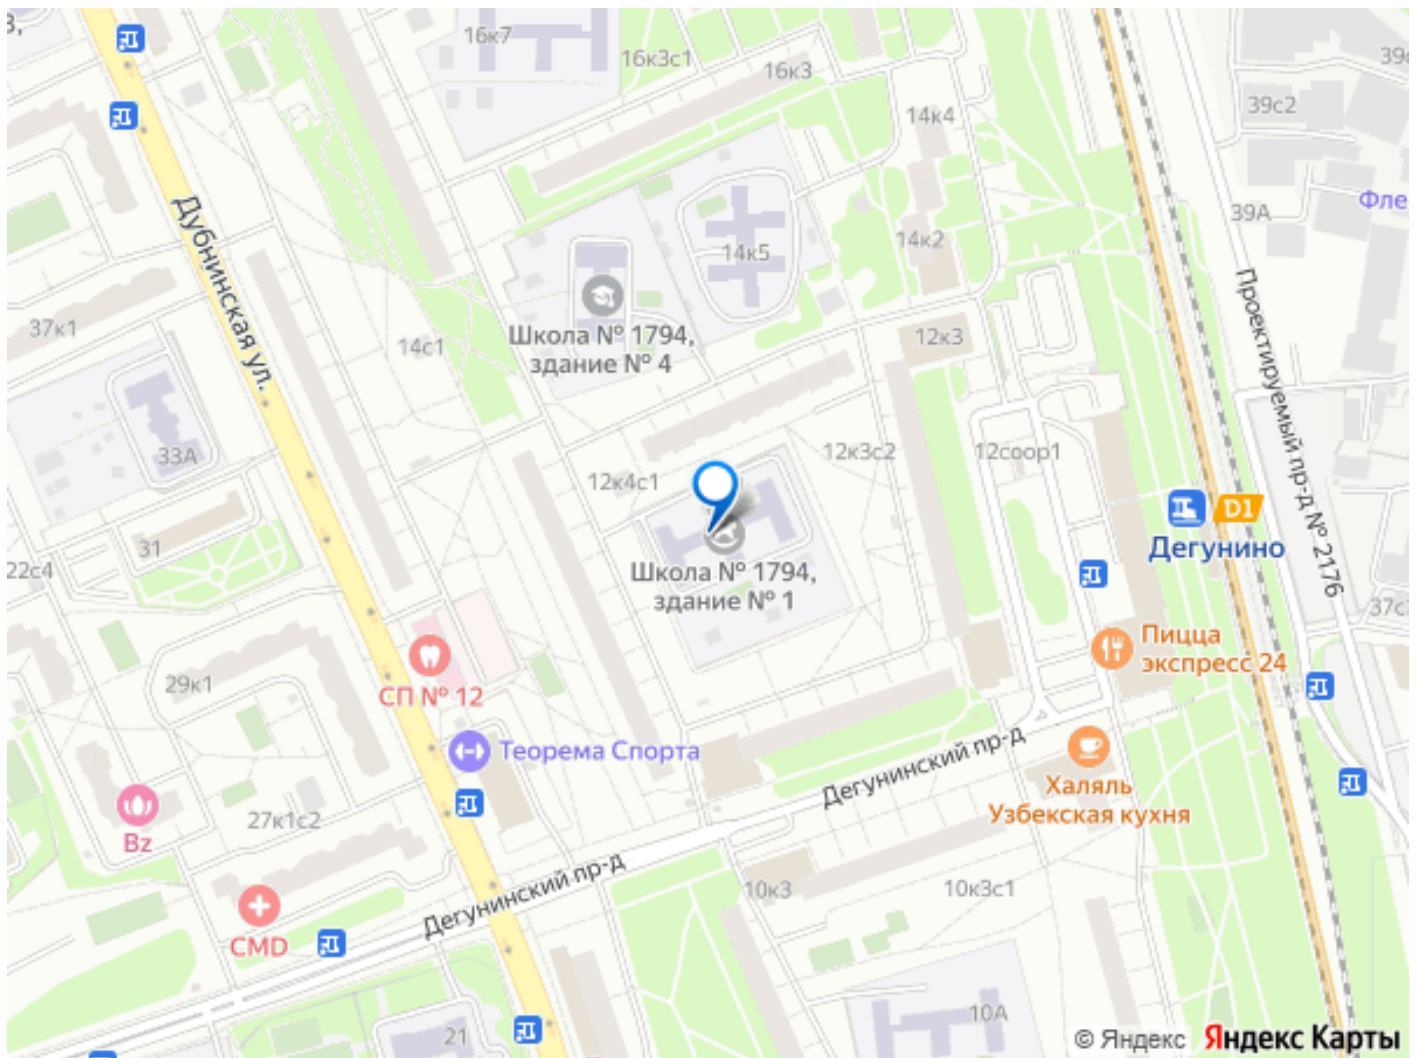 16к7
16к3с1
16к3
39с2
14к4
Дубнинская ул.
39А
14к2
14к5
Проектируемый пр-д № 2176
37к1
14с1
Школа № 1794,
здание № 4
12к3
33А
12к4с1
12к3с2
12соор1
D1
Дегунино
31
22с4
Школа № 1794,
здание № 1
Пицца
экспресс 24
29к1
СП № 12
Теорема Спорта
Дегунинский пр-д
Халяль
Узбекская кухня
Bz
27к1с2
Дегунинский пр-д
10к3
10к3с1
CMD
10А
21
© Яндекс Яндекс Карты